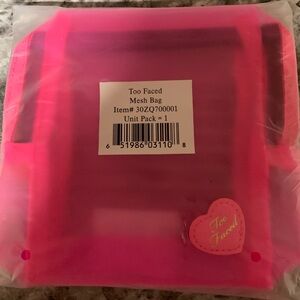 Too Faced
Mesh Bag
Item# 30ZQ700001
Unit Pack = 1
6 51986 03110 8
Too
Faced